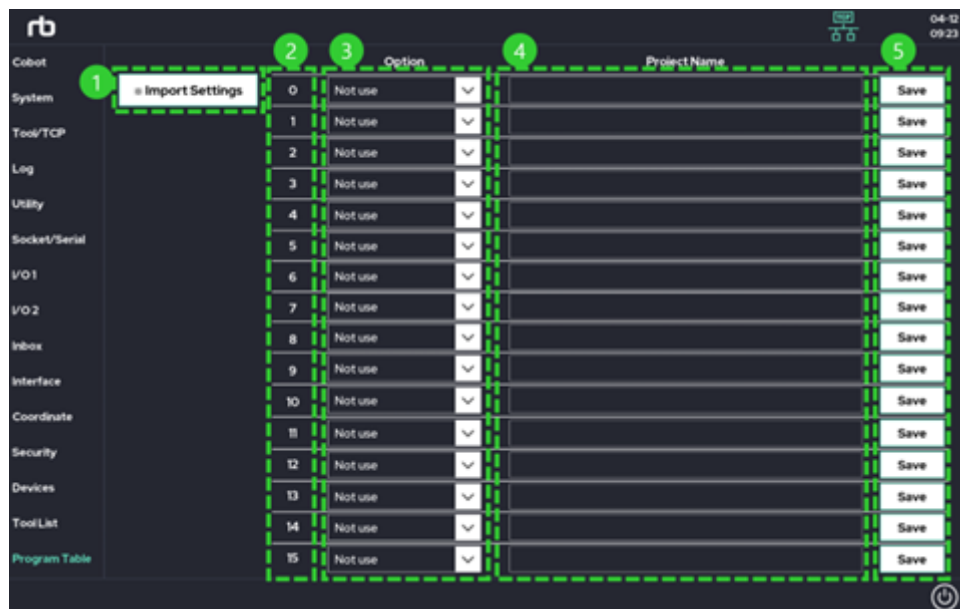 rb
TCP
04-12
09:23
2 3 4 5
Cobot Option Project Name
1 Import Settings 0 Not use Save
System
1 Not use Save
Tool/TCP
2 Not use Save
Log
3 Not use Save
Utility
4 Not use Save
Socket/Serial
5 Not use Save
I/O 1
6 Not use Save
I/O 2
7 Not use Save
Inbox
8 Not use Save
Interface
9 Not use Save
Coordinate
10 Not use Save
11 Not use Save
Security
12 Not use Save
Devices
13 Not use Save
Tool List
14 Not use Save
Program Table
15 Not use Save